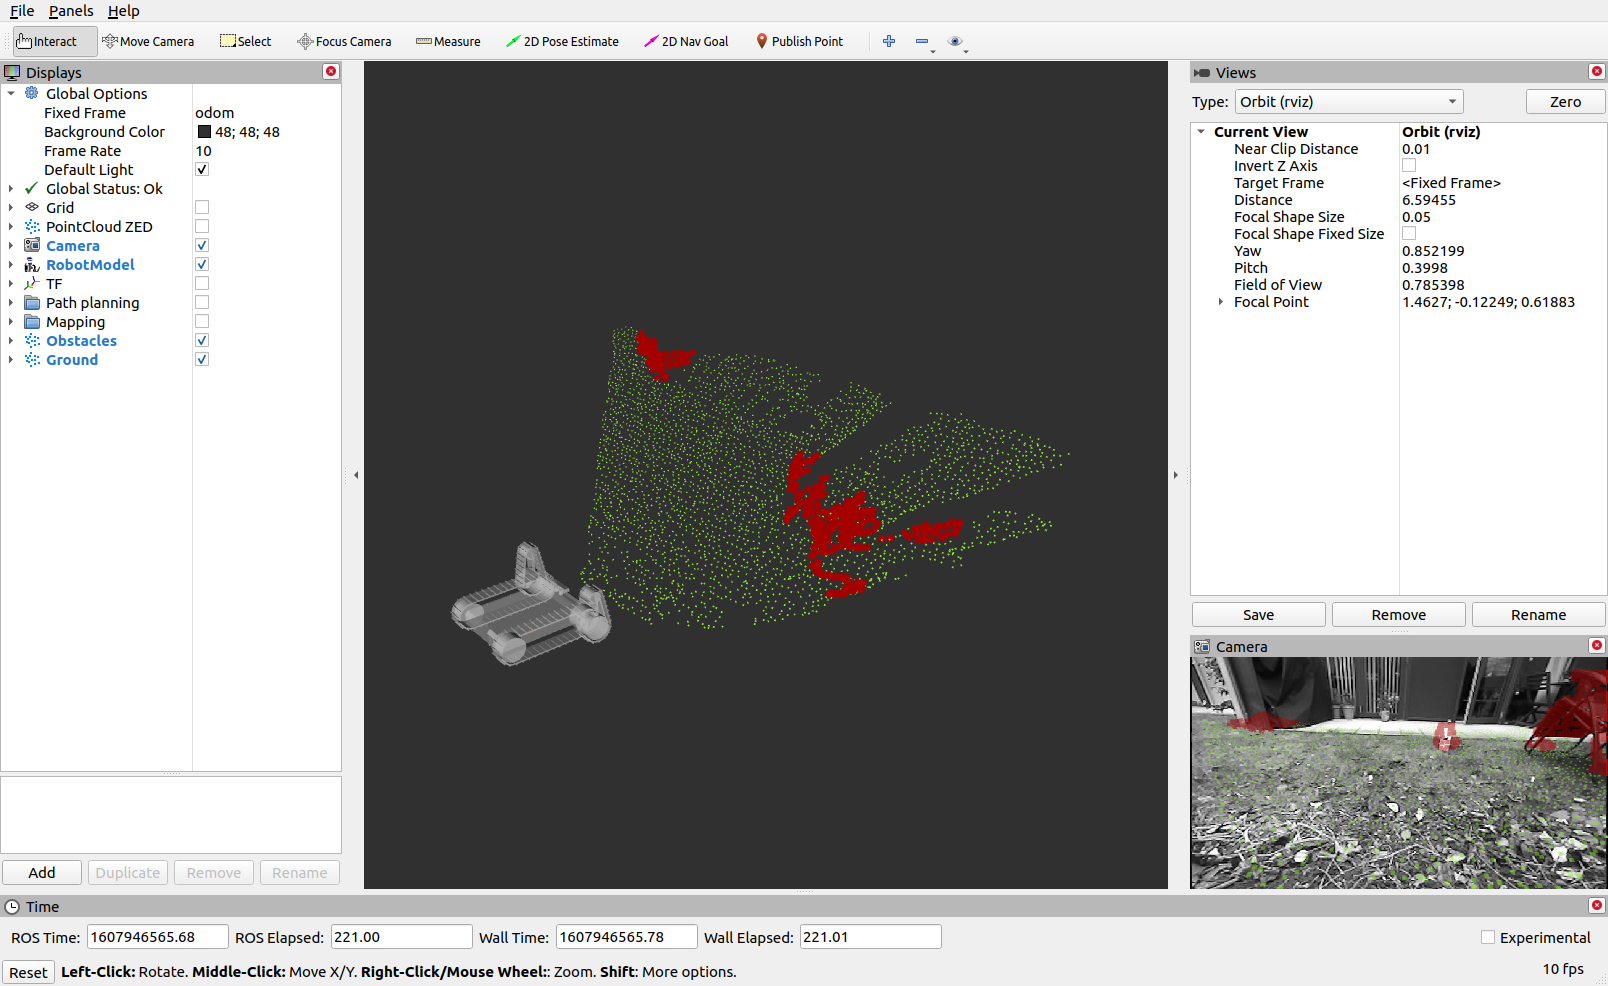 File Panels Help
Interact Move Camera Select Focus Camera Measure 2D Pose Estimate 2D Nav Goal Publish Point
Displays
Global Options
Fixed Frame odom
Background Color 48; 48; 48
Frame Rate 10
Default Light
Global Status: Ok
Grid
PointCloud ZED
Camera
RobotModel
TF
Path planning
Mapping
Obstacles
Ground
Add Duplicate Remove Rename
Views
Type: Orbit (rviz) Zero
Current View Orbit (rviz)
Near Clip Distance 0.01
Invert Z Axis
Target Frame <Fixed Frame>
Distance 6.59455
Focal Shape Size 0.05
Focal Shape Fixed Size
Yaw 0.852199
Pitch 0.3998
Field of View 0.785398
Focal Point 1.4627; -0.12249; 0.61883
Save Remove Rename
Camera
Time
ROS Time: 1607946565.68 ROS Elapsed: 221.00 Wall Time: 1607946565.78 Wall Elapsed: 221.01 Experimental
Reset Left-Click: Rotate. Middle-Click: Move X/Y. Right-Click/Mouse Wheel:: Zoom. Shift: More options. 10 fps